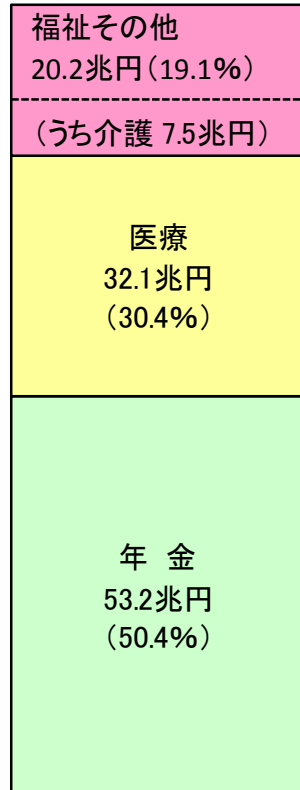 福祉その他
20.2兆円(19.1%)
(うち介護 7.5兆円)
医療
32.1兆円
(30.4%)
年 金
53.2兆円
(50.4%)